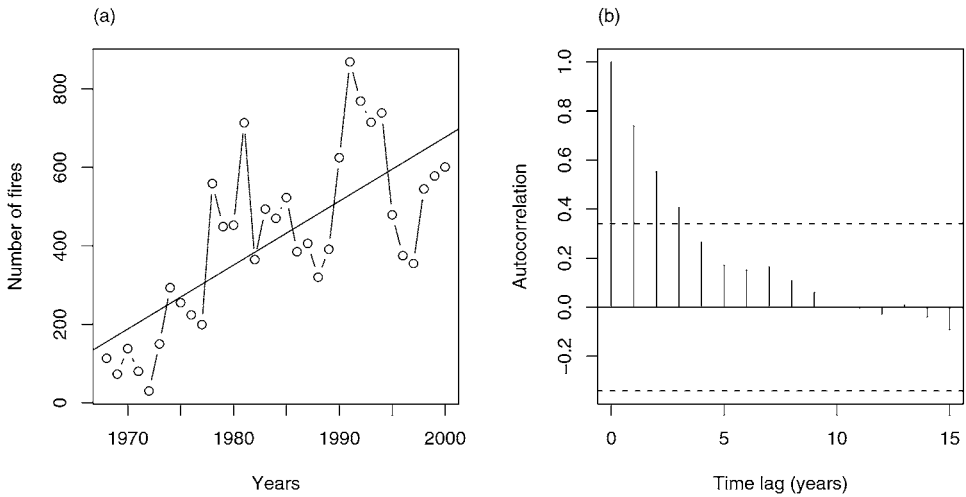 (a)
Number of fires
800
600
400
200
0
1970 1980 1990 2000
Years
(b)
Autocorrelation
1.0
0.8
0.6
0.4
0.2
0.0
−0.2
0 5 10 15
Time lag (years)